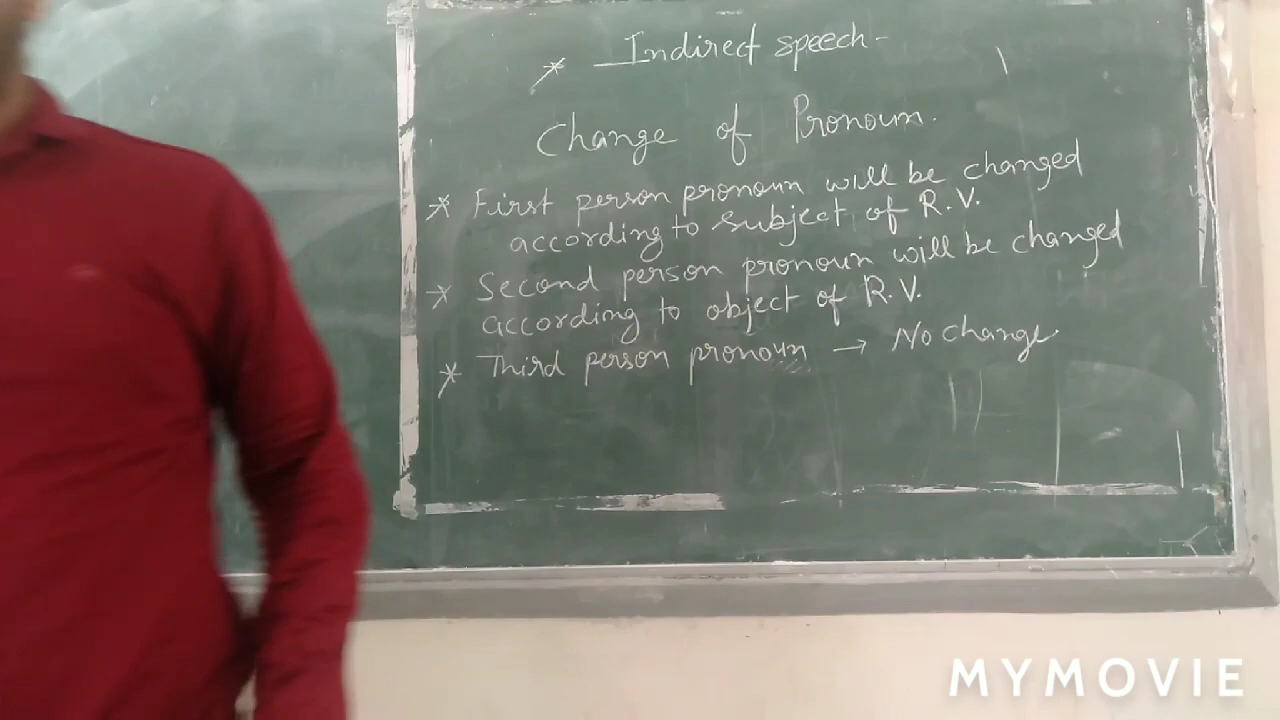 * Indirect speech -
Change of Pronoun.
* First person pronoun will be changed
according to subject of R.V.
* Second person pronoun will be changed
according to object of R.V.
* Third person pronoun → No change
MYMOVIE